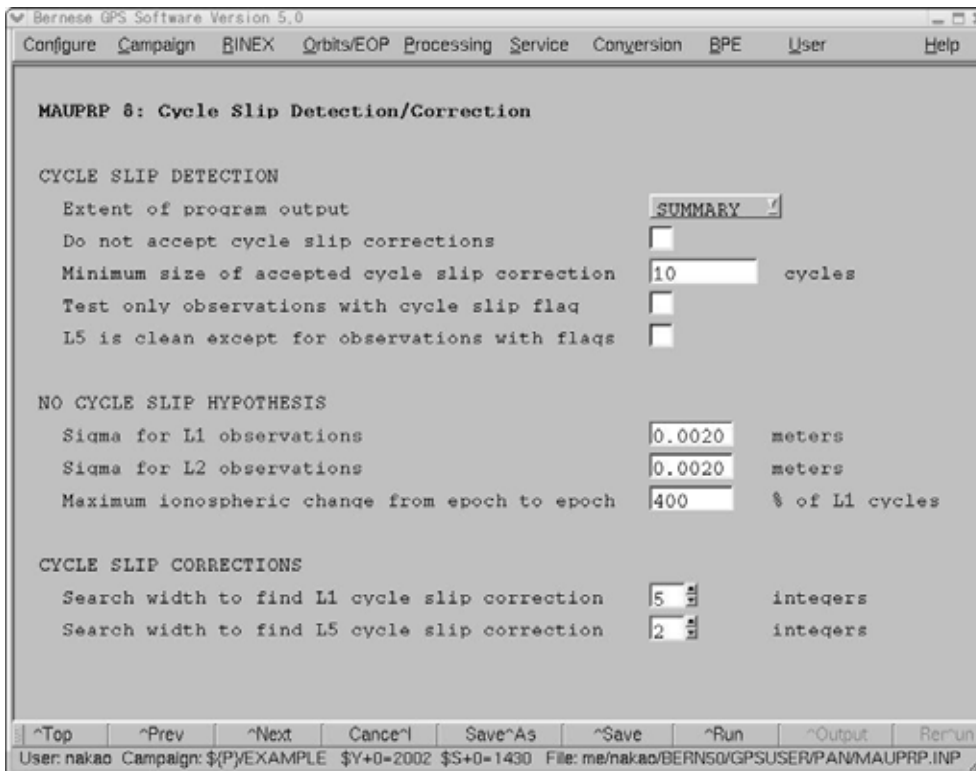 Bernese GPS Software Version 5.0
Configure Campaign RINEX Orbits/EOP Processing Service Conversion BPE User Help
MAUPRP 8: Cycle Slip Detection/Correction
CYCLE SLIP DETECTION
Extent of program output SUMMARY
Do not accept cycle slip corrections
Minimum size of accepted cycle slip correction 10 cycles
Test only observations with cycle slip flag
L5 is clean except for observations with flags
NO CYCLE SLIP HYPOTHESIS
Sigma for L1 observations 0.0020 meters
Sigma for L2 observations 0.0020 meters
Maximum ionospheric change from epoch to epoch 400 % of L1 cycles
CYCLE SLIP CORRECTIONS
Search width to find L1 cycle slip correction 5 integers
Search width to find L5 cycle slip correction 2 integers
^Top ^Prev ^Next Cance^l Save^As ^Save ^Run ^Output Rer^un
User: nakao Campaign: ${P}/EXAMPLE $Y+0=2002 $S+0=1430 File: me/nakao/BERN50/GPSUSER/PAN/MAUPRP.INP